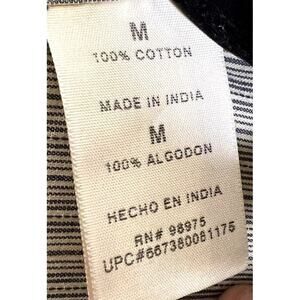 M
100% COTTON
MADE IN INDIA
M
100% ALGODON
HECHO EN INDIA
RN# 98975
UPC#667380081175